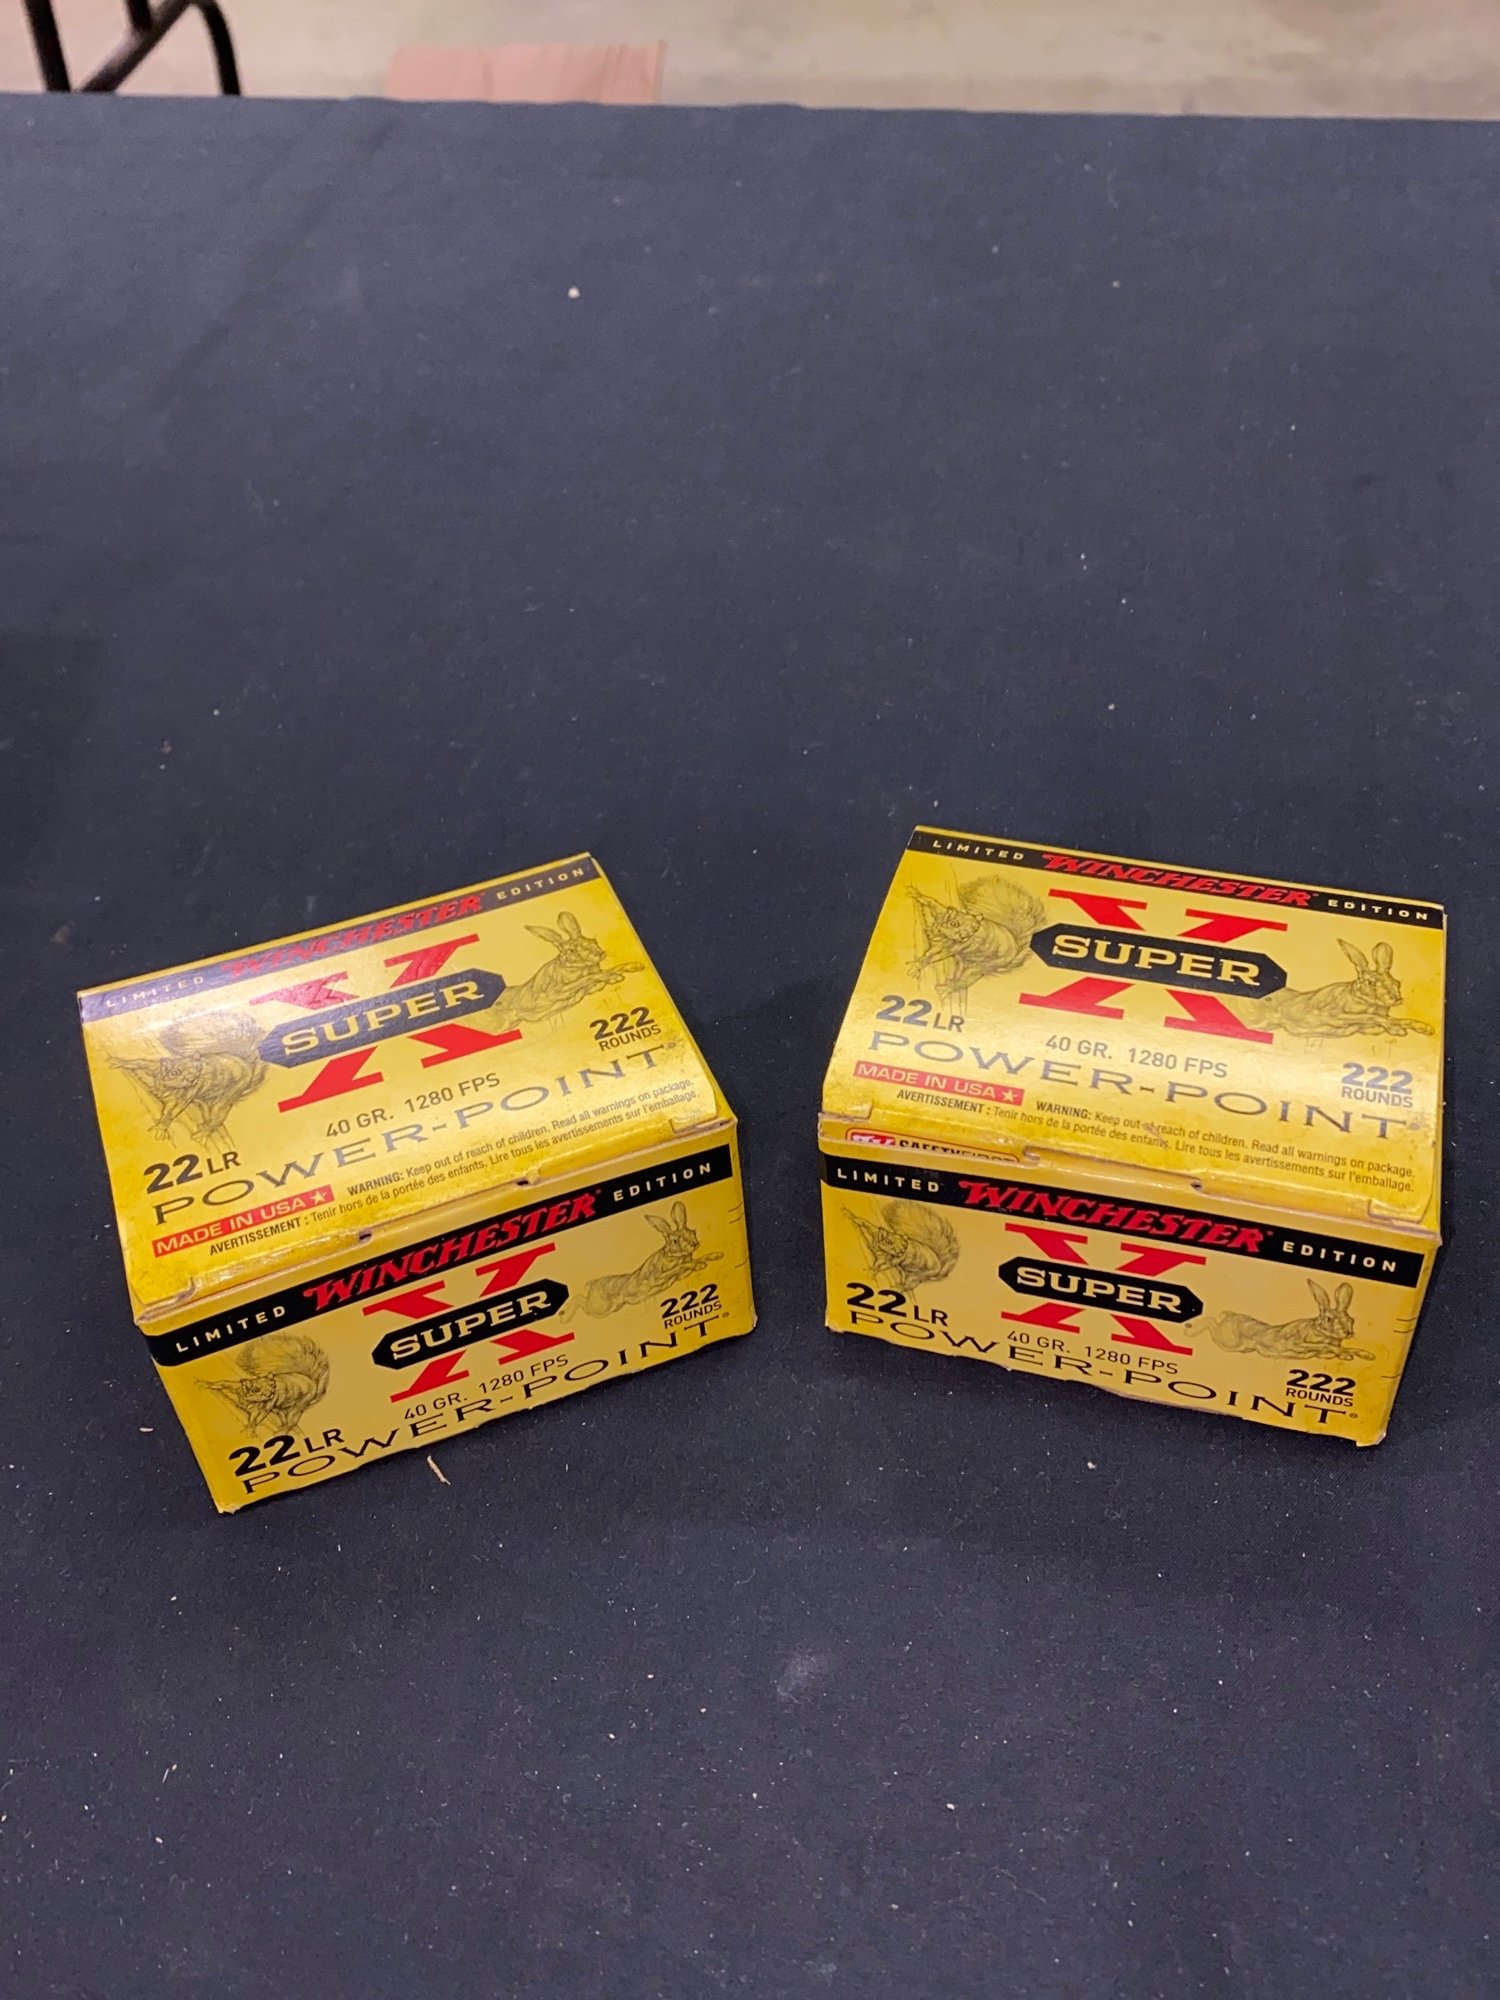 LIMITED WINCHESTER EDITION
X
SUPER
222
ROUNDS
40 GR. 1280 FPS
22 LR
POWER-POINT®
MADE IN USA
WARNING: Keep out of reach of children. Read all warnings on package.
AVERTISSEMENT : Tenir hors de la portée des enfants. Lire tous les avertissements sur l'emballage.
LIMITED WINCHESTER EDITION
X
SUPER
222
ROUNDS
40 GR. 1280 FPS
22 LR
POWER-POINT®
LIMITED WINCHESTER EDITION
X
SUPER
22 LR
40 GR. 1280 FPS
222
ROUNDS
POWER-POINT®
MADE IN USA
WARNING: Keep out of reach of children. Read all warnings on package.
AVERTISSEMENT : Tenir hors de la portée des enfants. Lire tous les avertissements sur l'emballage.
LIMITED WINCHESTER EDITION
X
SUPER
22 LR
40 GR. 1280 FPS
222
ROUNDS
POWER-POINT®